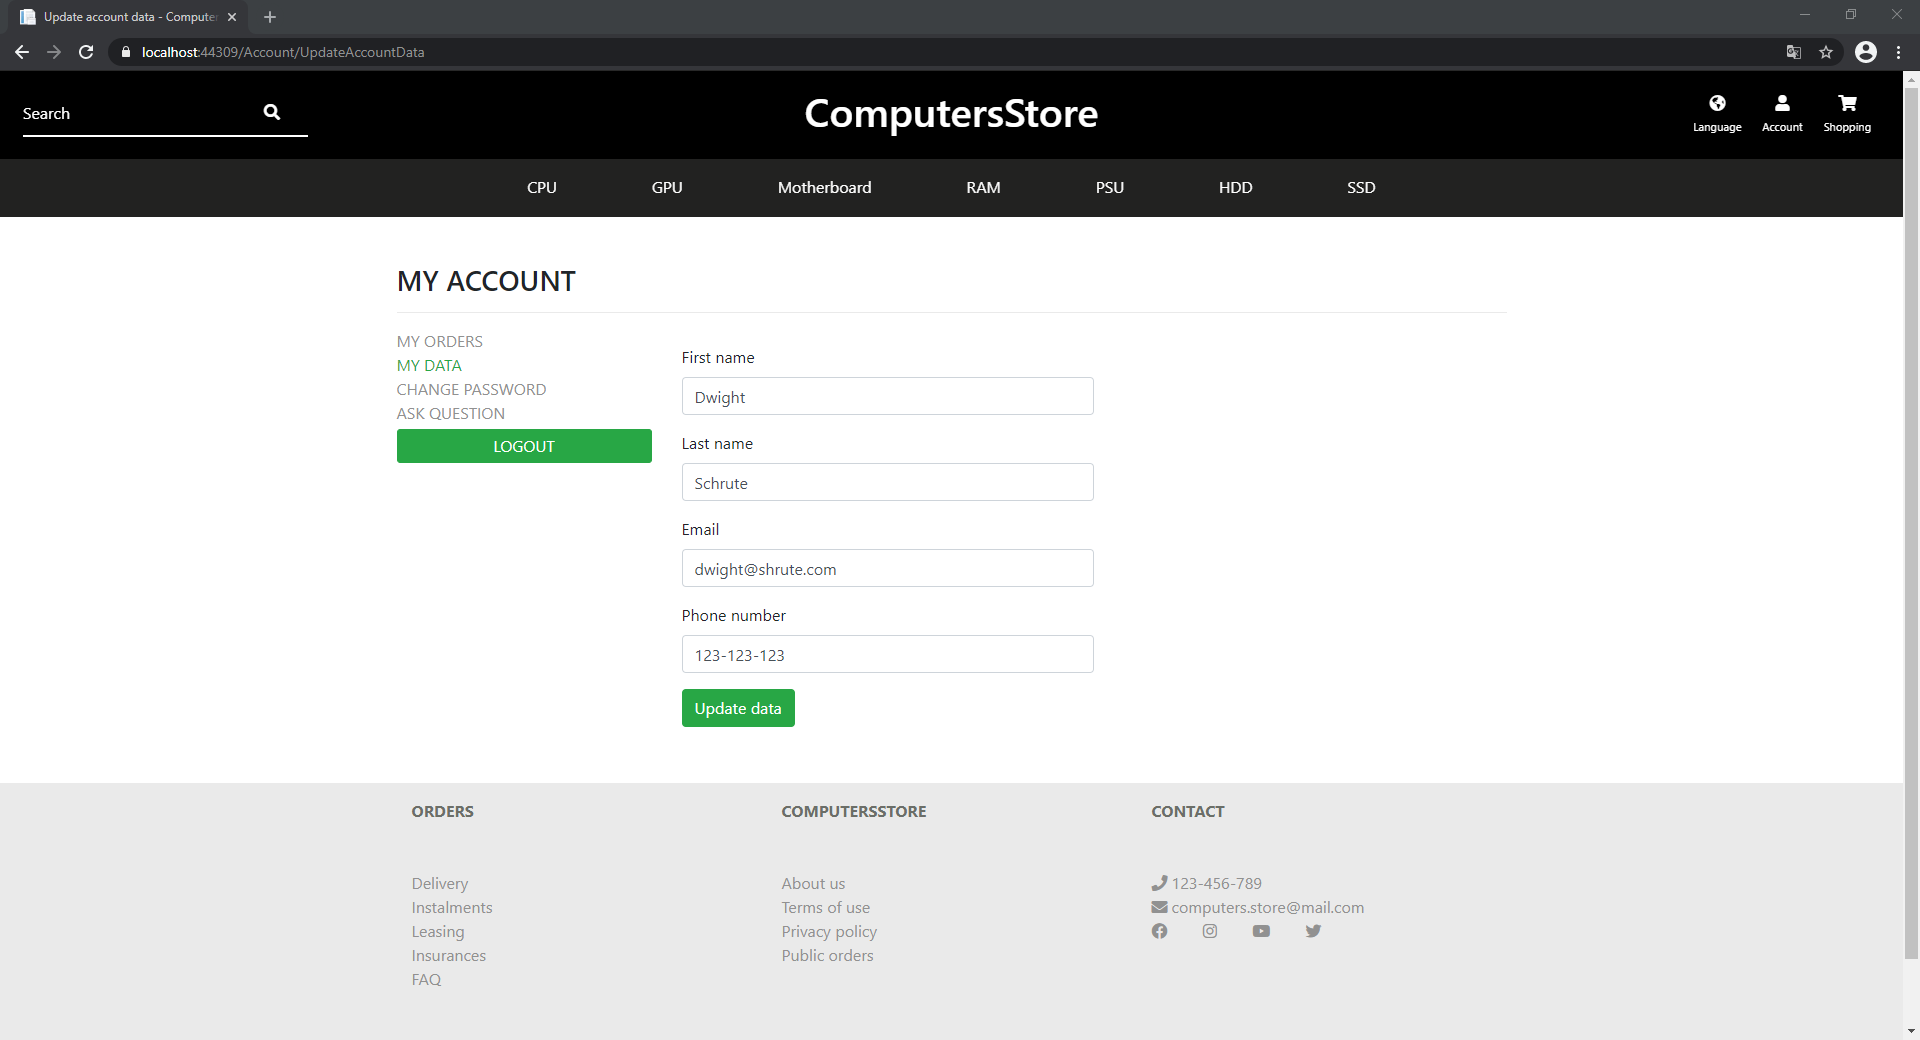 Update account data - Computer
localhost:44309/Account/UpdateAccountData
Search
ComputersStore
Language
Account
Shopping
CPU
GPU
Motherboard
RAM
PSU
HDD
SSD
MY ACCOUNT
MY ORDERS
MY DATA
CHANGE PASSWORD
ASK QUESTION
LOGOUT
First name
Dwight
Last name
Schrute
Email
dwight@shrute.com
Phone number
123-123-123
Update data
ORDERS
Delivery
Instalments
Leasing
Insurances
FAQ
COMPUTERSSTORE
About us
Terms of use
Privacy policy
Public orders
CONTACT
123-456-789
computers.store@mail.com